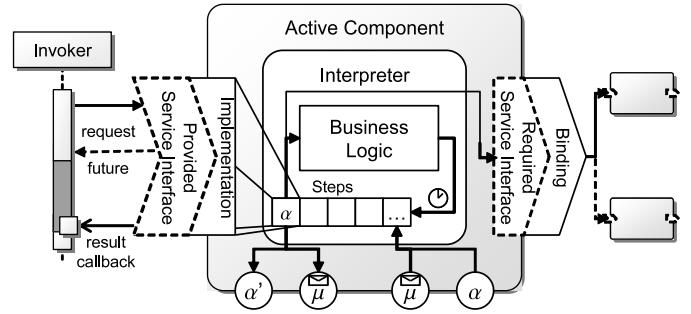 Active Component
Invoker
Interpreter
request
future
result
callback
Provided
Service Interface
Implementation
Business
Logic
Steps
α
...
Required
Service Interface
Binding
α'
μ
μ
α